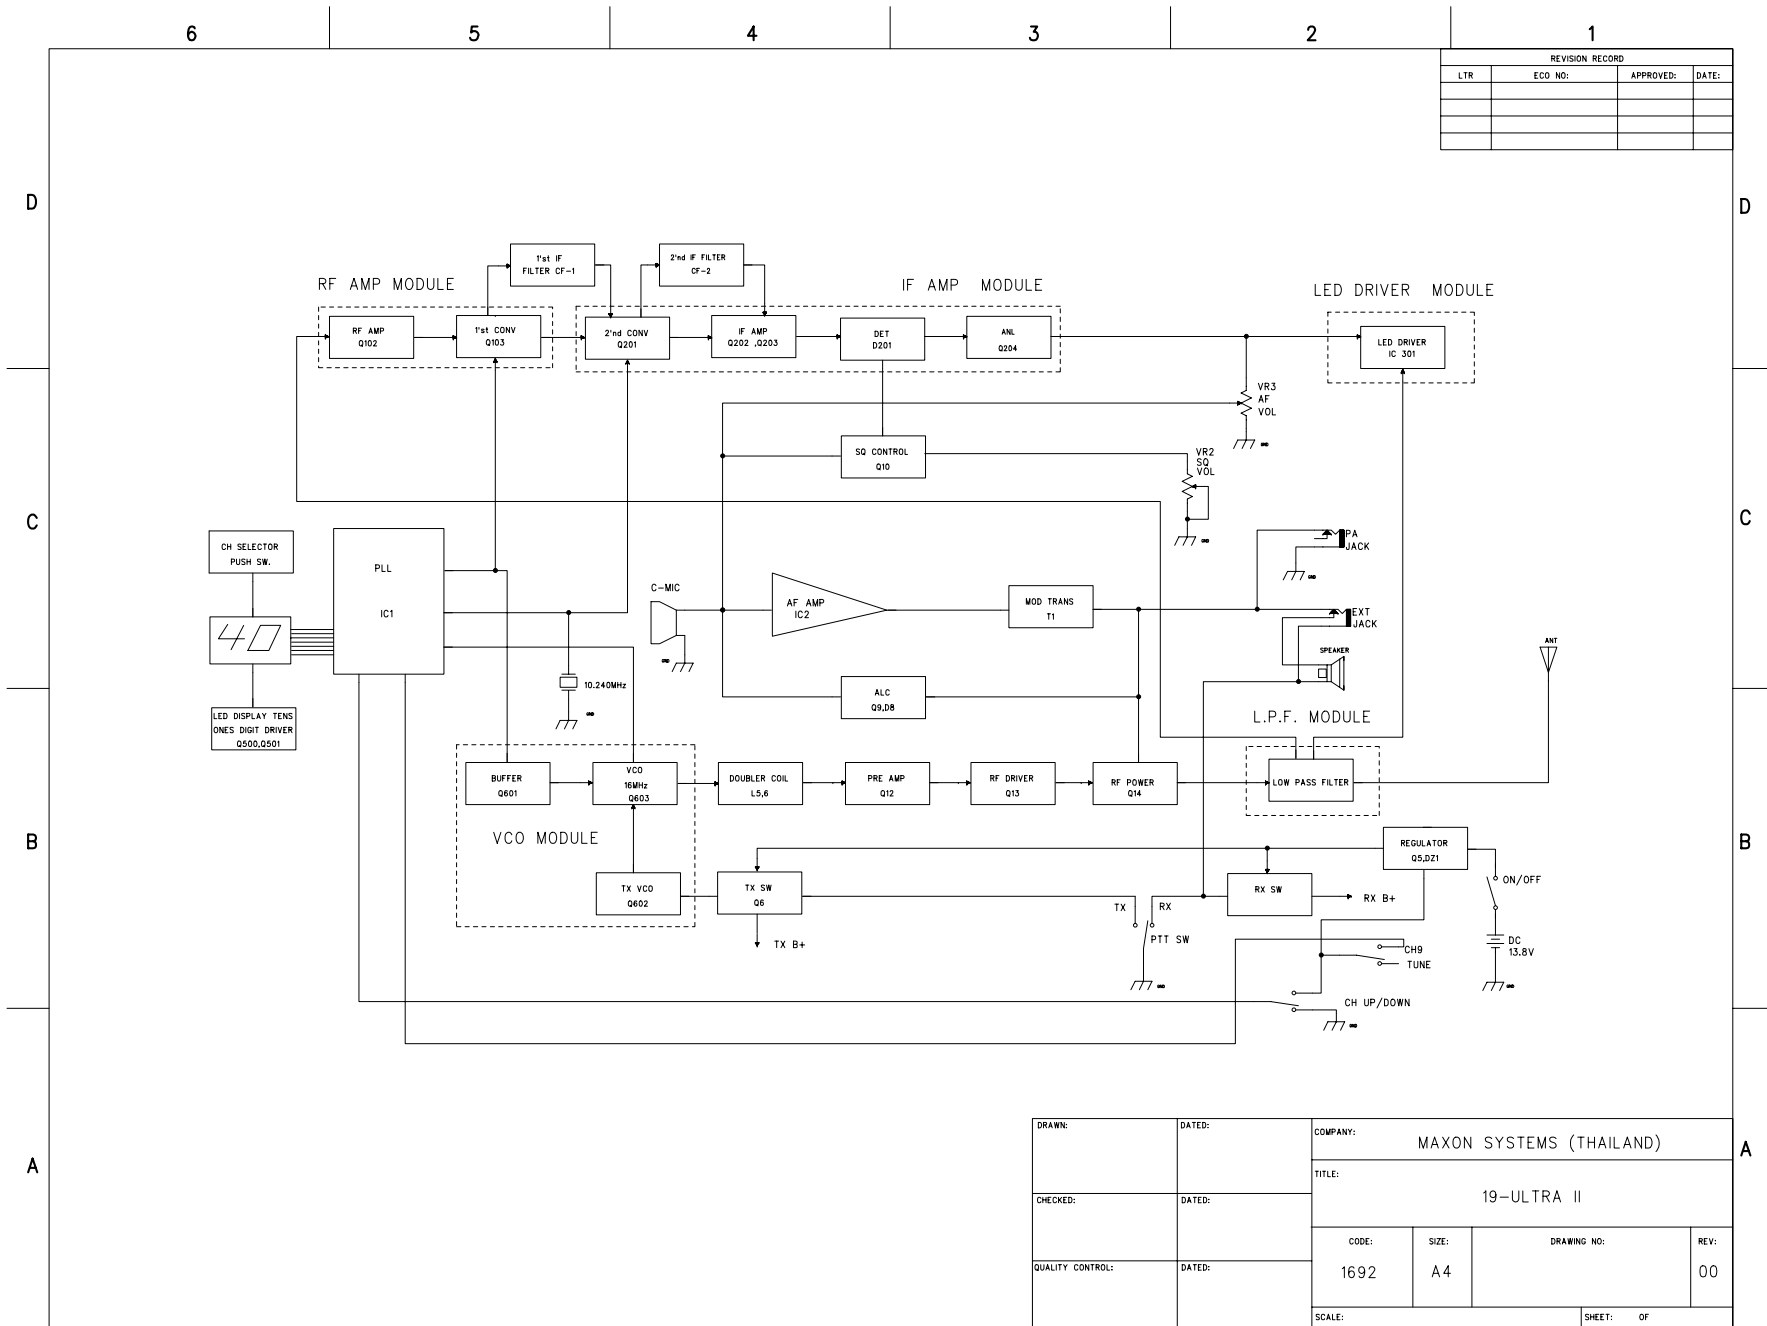 6 5 4 3 2 1
REVISION RECORD
LTR ECO NO: APPROVED: DATE:
D D
RF AMP MODULE
1'st IF
FILTER CF-1
2'nd IF FILTER
CF-2
IF AMP MODULE
LED DRIVER MODULE
RF AMP
Q102
1'st CONV
Q103
2'nd CONV
Q201
IF AMP
Q202 ,Q203
DET
D201
ANL
Q204
LED DRIVER
IC 301
VR3
AF
VOL
GND
SQ CONTROL
Q10
VR2
SQ
VOL
GND
C C
CH SELECTOR
PUSH SW.
40
LED DISPLAY TENS
ONES DIGIT DRIVER
Q500,Q501
PLL
IC1
10.240MHz
GND
C-MIC
GND
AF AMP
IC2
MOD TRANS
T1
PA
JACK
GND
EXT
JACK
SPEAKER
ANT
ALC
Q9,D8
L.P.F. MODULE
BUFFER
Q601
VCO
16MHz
Q603
DOUBLER COIL
L5,6
PRE AMP
Q12
RF DRIVER
Q13
RF POWER
Q14
LOW PASS FILTER
B B
VCO MODULE
TX VCO
Q602
TX SW
Q6
TX B+
TX RX
PTT SW
GND
RX SW
RX B+
REGULATOR
Q5,DZ1
ON/OFF
DC
13.8V
GND
CH9
TUNE
CH UP/DOWN
GND
A A
DRAWN: DATED:
CHECKED: DATED:
QUALITY CONTROL: DATED:
COMPANY: MAXON SYSTEMS (THAILAND)
TITLE:
19-ULTRA II
CODE: SIZE: DRAWING NO: REV:
1692 A4 00
SCALE: SHEET: OF